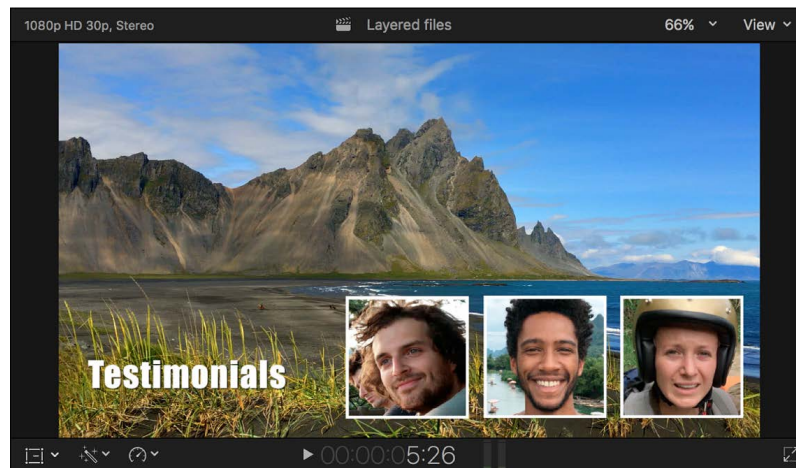 1080p HD 30p, Stereo
Layered files
66%
View
Testimonials
00:00:05:26